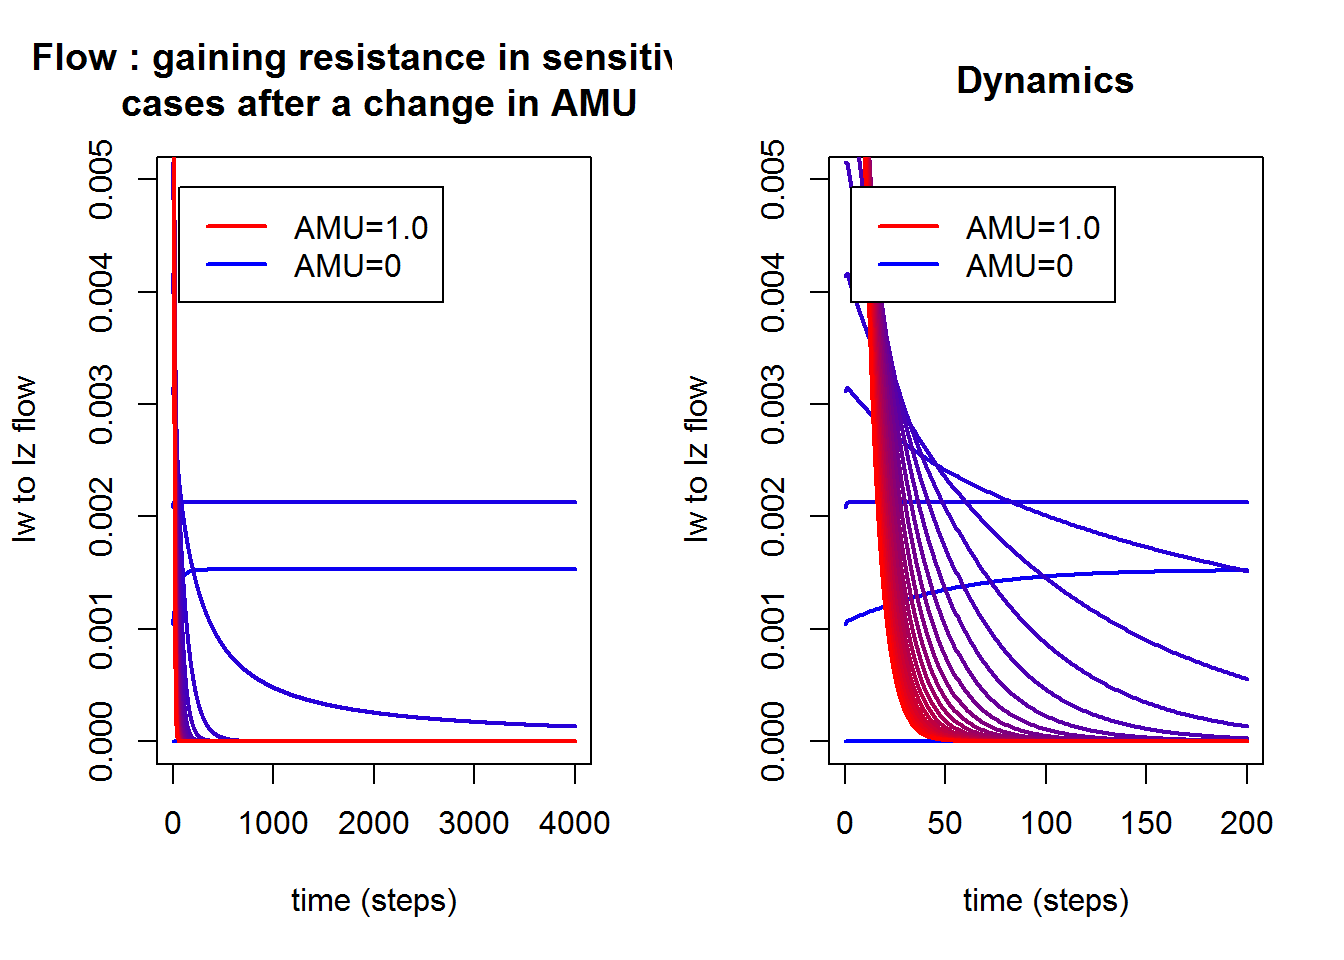 Flow : gaining resistance in sensitiv
cases after a change in AMU
Iw to Iz flow
0.000 0.001 0.002 0.003 0.004 0.005
AMU=1.0
AMU=0
0 1000 2000 3000 4000
time (steps)
Dynamics
Iw to Iz flow
0.000 0.001 0.002 0.003 0.004 0.005
AMU=1.0
AMU=0
0 50 100 150 200
time (steps)